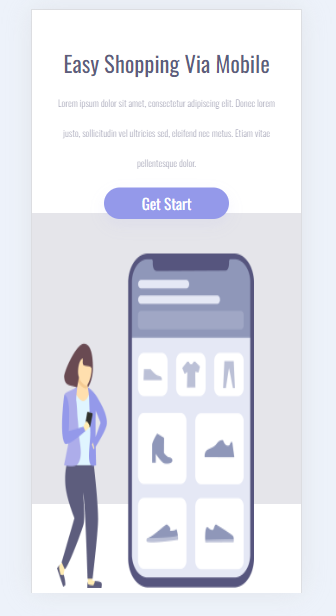 Easy Shopping Via Mobile
Lorem ipsum dolor sit amet, consectetur adipiscing elit. Donec lorem
justo, sollicitudin vel ultricies sed, eleifend nec metus. Etiam vitae
pellentesque dolor.
Get Start